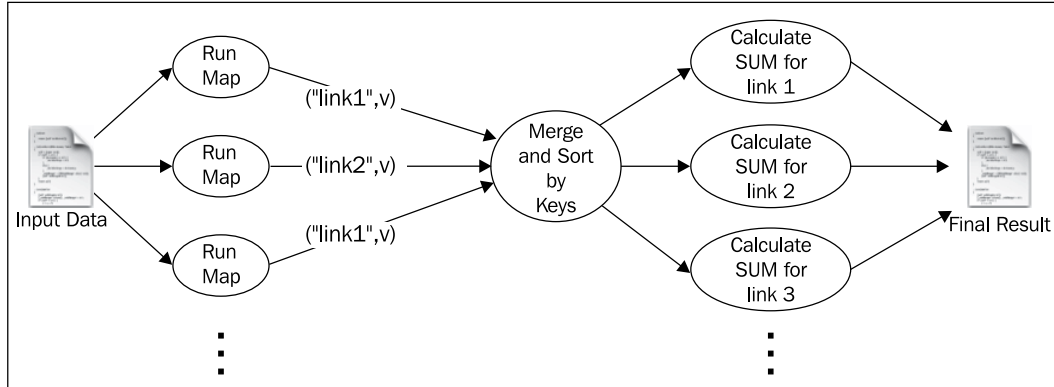 Input Data
Run
Map
Run
Map
Run
Map
("link1",v)
("link2",v)
("link1",v)
Merge
and Sort
by
Keys
Calculate
SUM for
link 1
Calculate
SUM for
link 2
Calculate
SUM for
link 3
Final Result